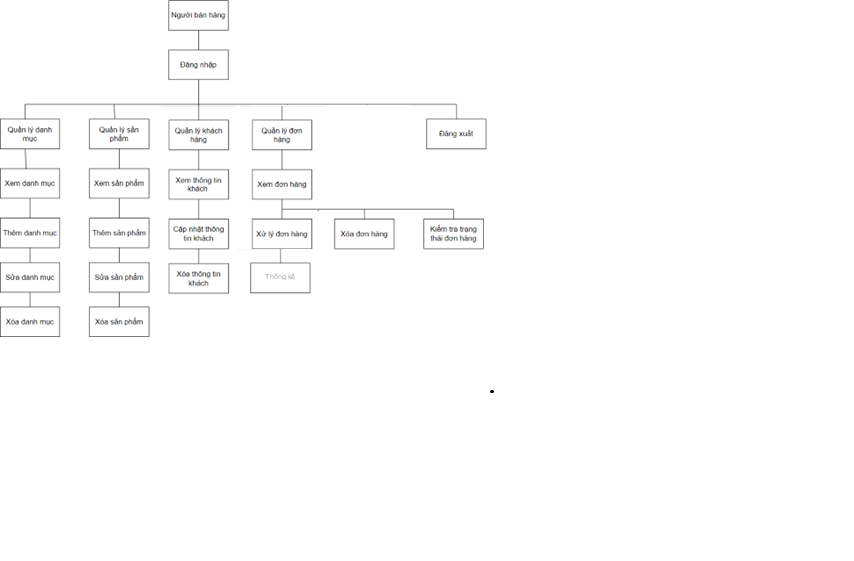 Người bán hàng
Đăng nhập
Quản lý danh
mục
Quản lý sản
phẩm
Quản lý khách
hàng
Quản lý đơn
hàng
Đăng xuất
Xem danh mục
Xem sản phẩm
Xem thông tin
khách
Xem đơn hàng
Thêm danh mục
Thêm sản phẩm
Cập nhật thông
tin khách
Xử lý đơn hàng
Xóa đơn hàng
Kiểm tra trạng
thái đơn hàng
Sửa danh mục
Sửa sản phẩm
Xóa thông tin
khách
Thống kê
Xóa danh mục
Xóa sản phẩm